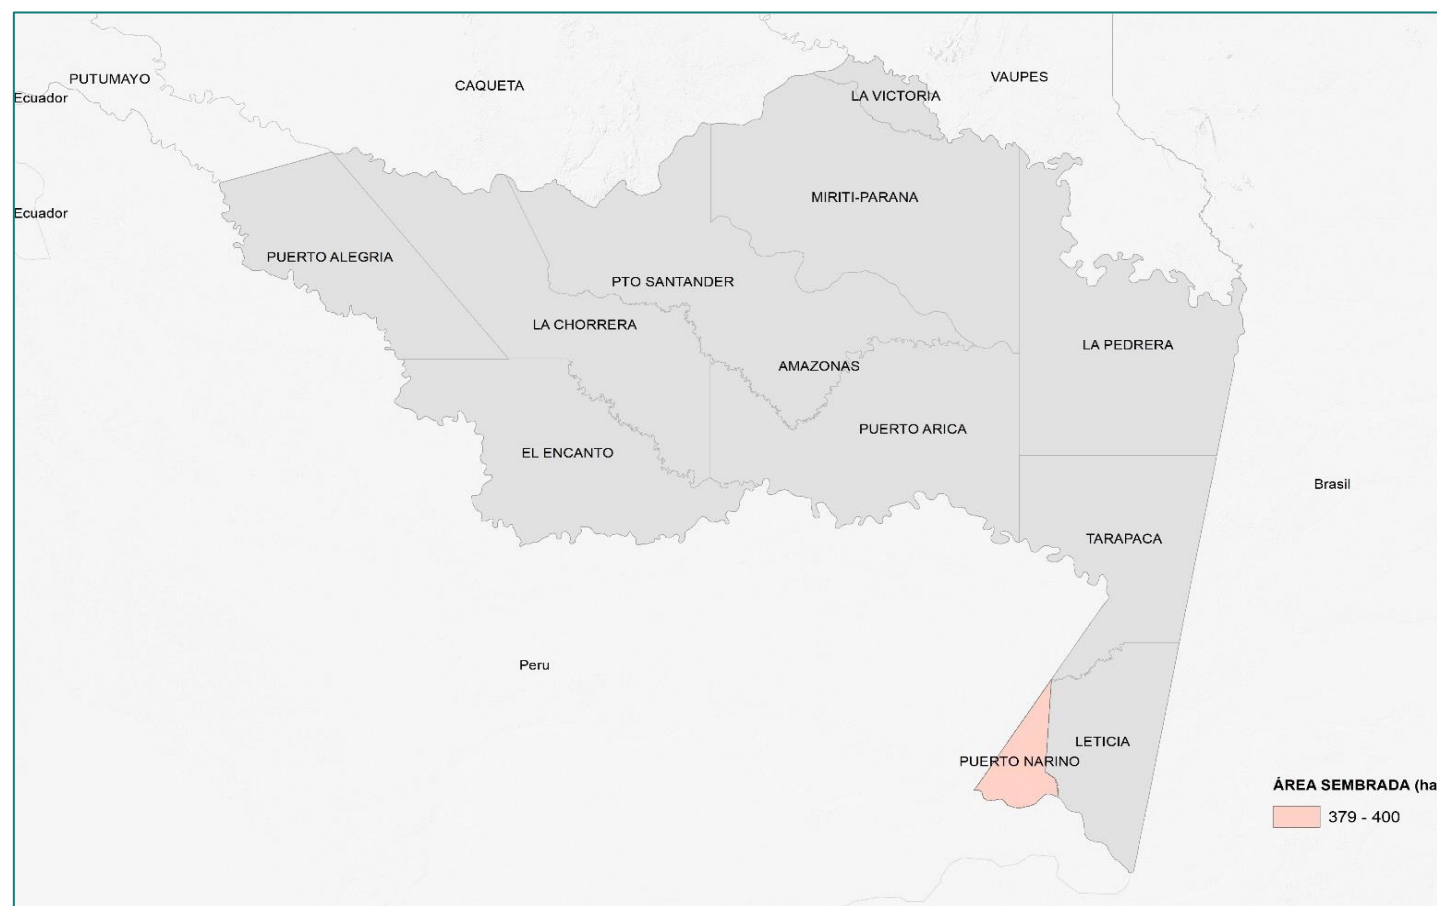 PUTUMAYO
CAQUETA
VAUPES
Ecuador
LA VICTORIA
MIRITI-PARANA
Ecuador
PUERTO ALEGRIA
PTO SANTANDER
LA CHORRERA
LA PEDRERA
AMAZONAS
PUERTO ARICA
EL ENCANTO
Brasil
TARAPACA
Peru
LETICIA
PUERTO NARINO
ÁREA SEMBRADA (ha
379 - 400